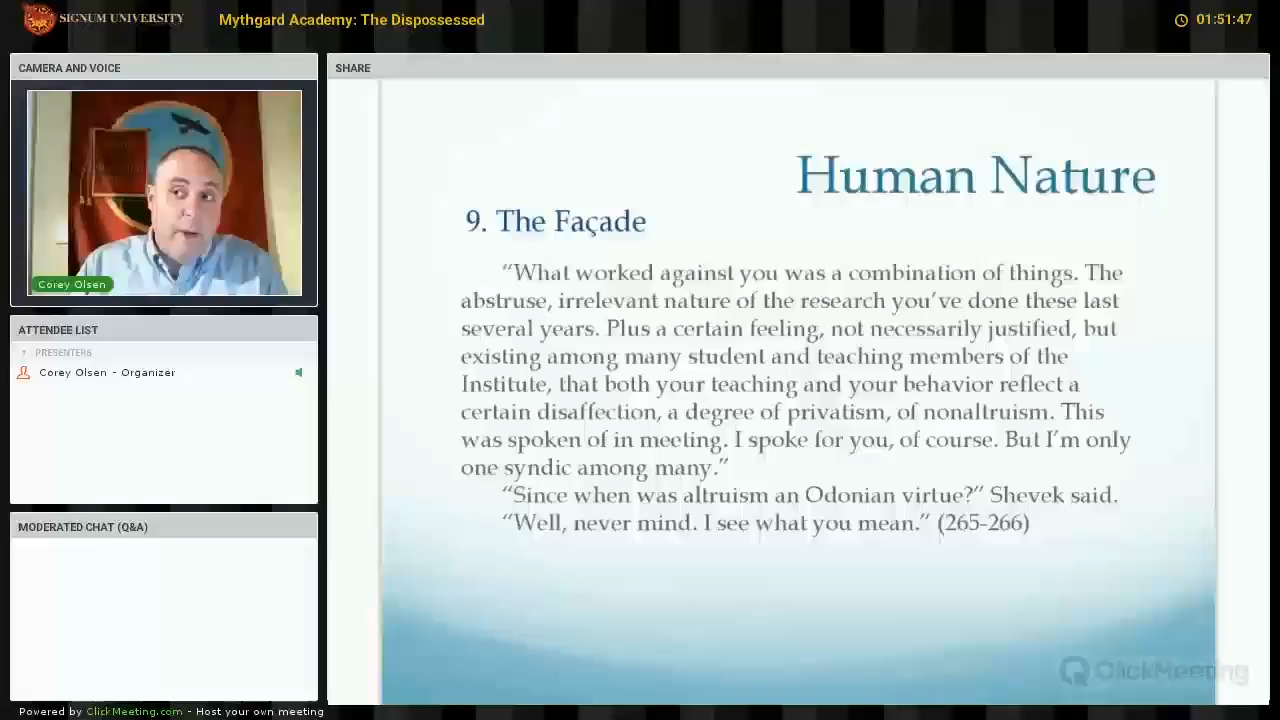 SIGNUM UNIVERSITY
Mythgard Academy: The Dispossessed
01:51:47
CAMERA AND VOICE
Corey Olsen
ATTENDEE LIST
? PRESENTERS
Corey Olsen - Organizer
MODERATED CHAT (Q&A)
SHARE
Human Nature
9. The Façade
“What worked against you was a combination of things. The
abstruse, irrelevant nature of the research you’ve done these last
several years. Plus a certain feeling, not necessarily justified, but
existing among many student and teaching members of the
Institute, that both your teaching and your behavior reflect a
certain disaffection, a degree of privatism, of nonaltruism. This
was spoken of in meeting. I spoke for you, of course. But I’m only
one syndic among many.”
“Since when was altruism an Odonian virtue?” Shevek said.
“Well, never mind. I see what you mean.” (265-266)
ClickMeeting
Powered by ClickMeeting.com - Host your own meeting